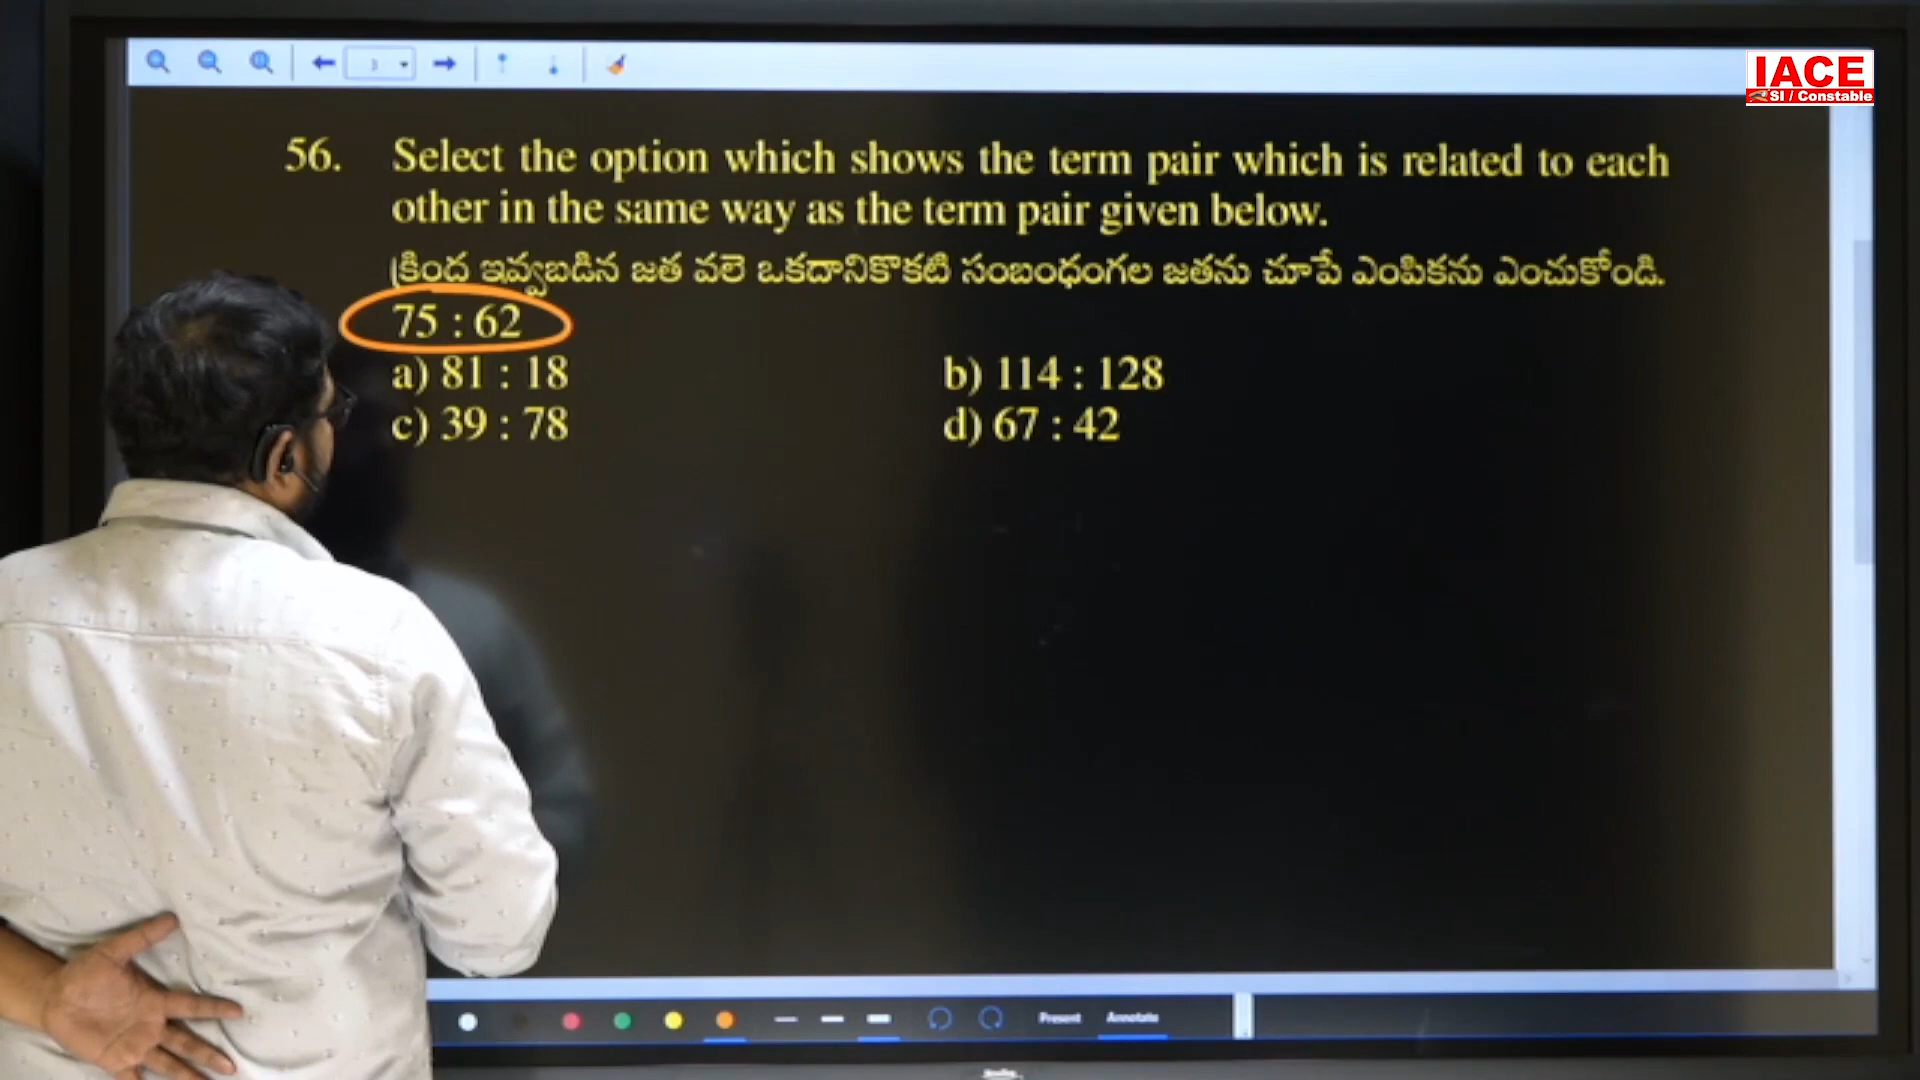 IACE
SI / Constable
3
56. Select the option which shows the term pair which is related to each
other in the same way as the term pair given below.
(క్రింద ఇవ్వబడిన జత వలె ఒకదానికొకటి సంబంధంగల జతను చూపే ఎంపికను ఎంచుకోండి.
75 : 62
a) 81 : 18 b) 114 : 128
c) 39 : 78 d) 67 : 42
Present Annotate